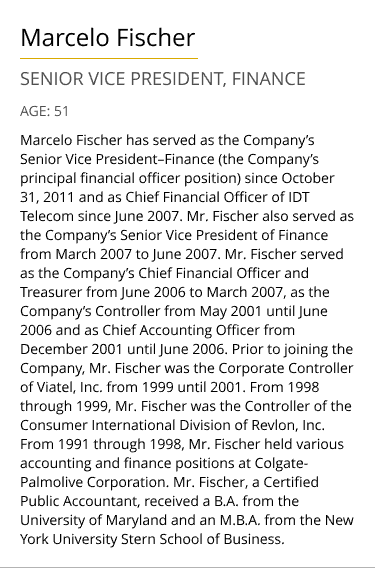 Marcelo Fischer
SENIOR VICE PRESIDENT, FINANCE
AGE: 51
Marcelo Fischer has served as the Company’s
Senior Vice President–Finance (the Company’s
principal financial officer position) since October
31, 2011 and as Chief Financial Officer of IDT
Telecom since June 2007. Mr. Fischer also served as
the Company’s Senior Vice President of Finance
from March 2007 to June 2007. Mr. Fischer served
as the Company’s Chief Financial Officer and
Treasurer from June 2006 to March 2007, as the
Company’s Controller from May 2001 until June
2006 and as Chief Accounting Officer from
December 2001 until June 2006. Prior to joining the
Company, Mr. Fischer was the Corporate Controller
of Viatel, Inc. from 1999 until 2001. From 1998
through 1999, Mr. Fischer was the Controller of the
Consumer International Division of Revlon, Inc.
From 1991 through 1998, Mr. Fischer held various
accounting and finance positions at Colgate-
Palmolive Corporation. Mr. Fischer, a Certified
Public Accountant, received a B.A. from the
University of Maryland and an M.B.A. from the New
York University Stern School of Business.